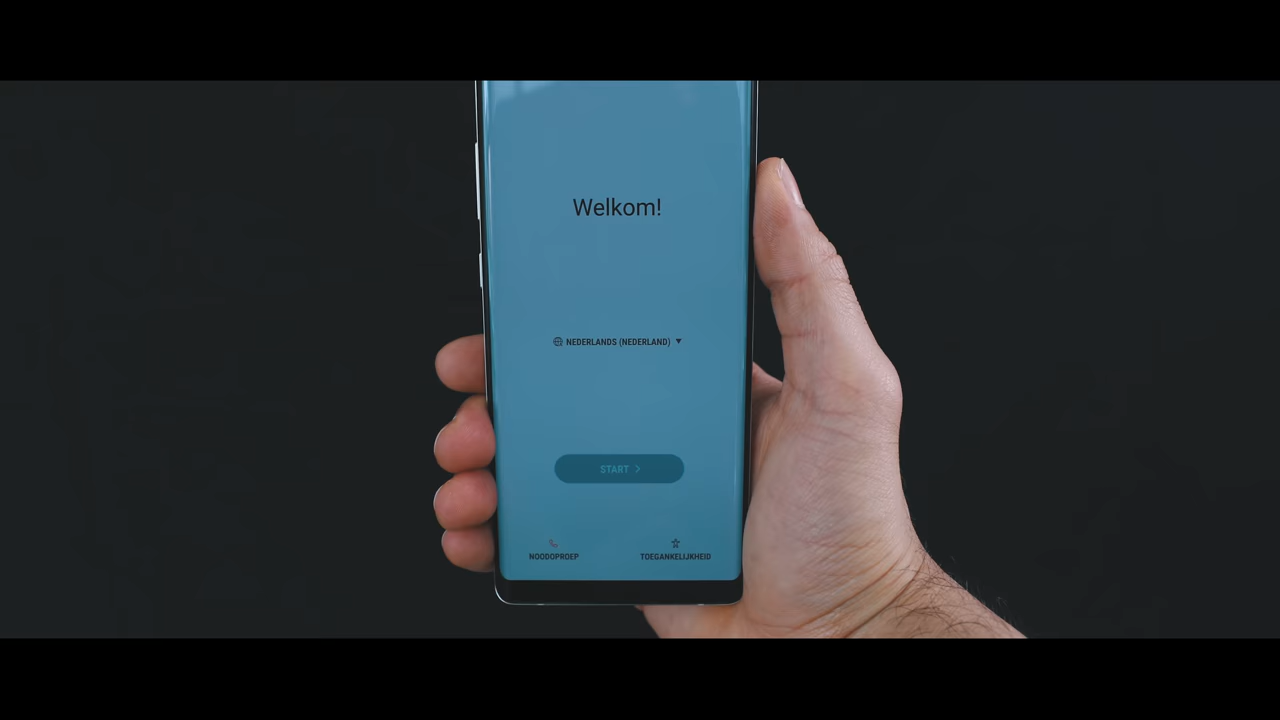 Welkom!
NEDERLANDS (NEDERLAND)
START
NOODOPROEP
TOEGANKELIJKHEID